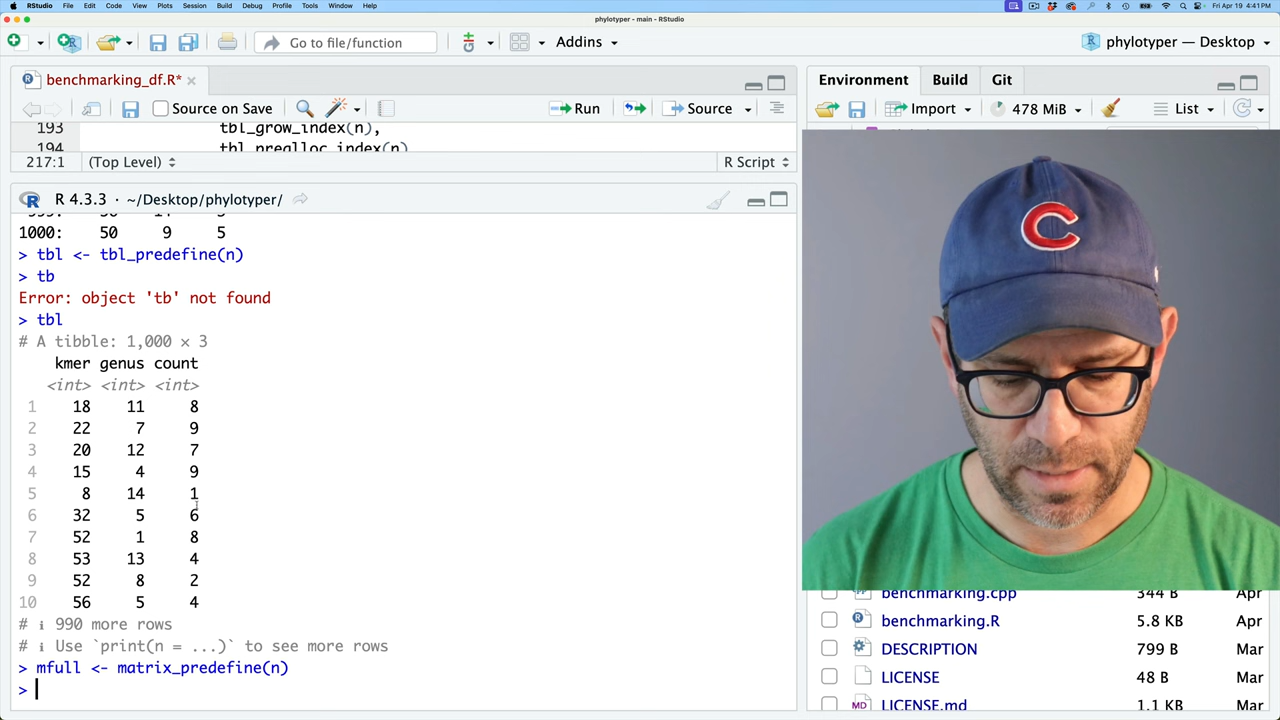 RStudio File Edit Code View Plots Session Build Debug Profile Tools Window Help Fri Apr 19 4:41 PM
phylotyper - main - RStudio
Go to file/function Addins phylotyper — Desktop
benchmarking_df.R* Environment Build Git
Source on Save Run Source Import 478 MiB List
193 tbl_grow_index(n),
194 tbl_prealloc_index(n)
217:1 (Top Level) R Script
R 4.3.3 · ~/Desktop/phylotyper/
1000: 50 9 5
> tbl <- tbl_predefine(n)
> tb
Error: object 'tb' not found
> tbl
# A tibble: 1,000 × 3
kmer genus count
<int> <int> <int>
1 18 11 8
2 22 7 9
3 20 12 7
4 15 4 9
5 8 14 1
6 32 5 6
7 52 1 8
8 53 13 4
9 52 8 2
10 56 5 4
# ℹ 990 more rows
# ℹ Use `print(n = ...)` to see more rows
> mfull <- matrix_predefine(n)
>
C
benchmarking.cpp 344 B Apr
benchmarking.R 5.8 KB Apr
DESCRIPTION 799 B Mar
LICENSE 48 B Mar
LICENSE.md 1.1 KB Mar